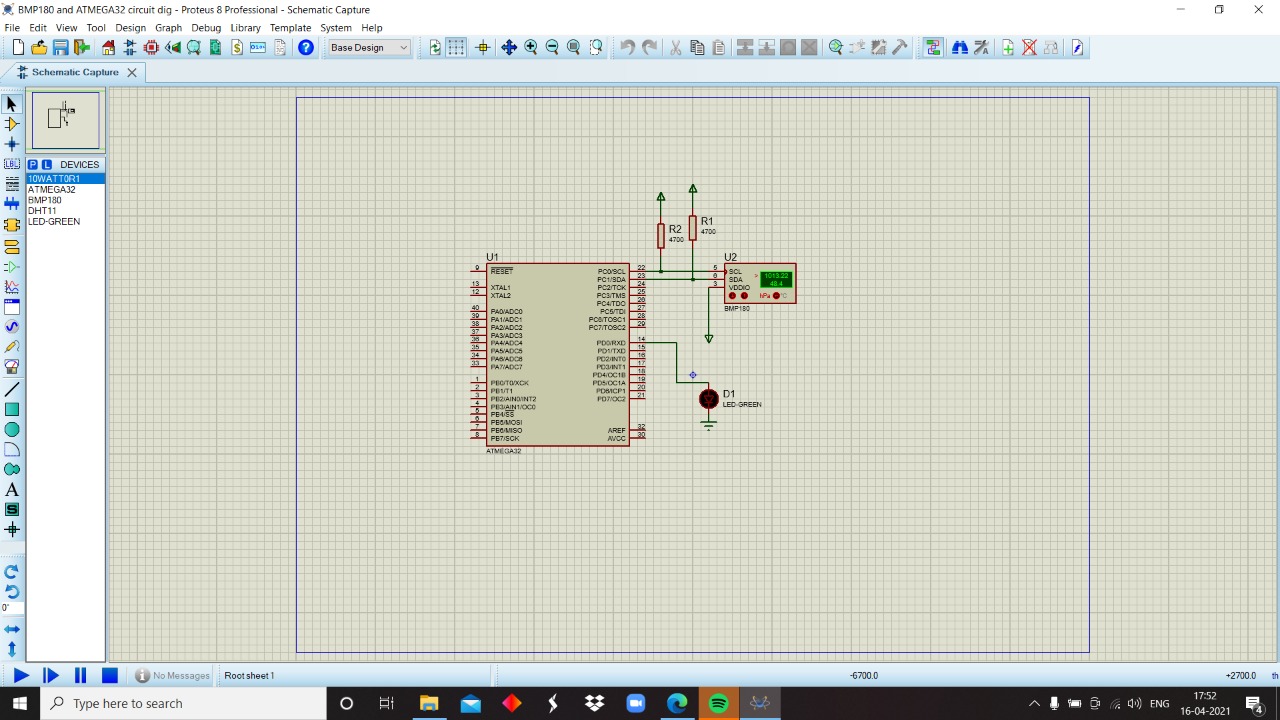 BMP180 and ATMEGA32 circuit dig - Proteus 8 Professional - Schematic Capture
File Edit View Tool Design Graph Debug Library Template System Help
Base Design
Schematic Capture
P L DEVICES
10WATT0R1
ATMEGA32
BMP180
DHT11
LED-GREEN
LBL
A
S
0°
R2
4700
R1
4700
U1
9 RESET
13 XTAL1
12 XTAL2
40 PA0/ADC0
39 PA1/ADC1
38 PA2/ADC2
37 PA3/ADC3
36 PA4/ADC4
35 PA5/ADC5
34 PA6/ADC6
33 PA7/ADC7
1 PB0/T0/XCK
2 PB1/T1
3 PB2/AIN0/INT2
4 PB3/AIN1/OC0
5 PB4/SS
6 PB5/MOSI
7 PB6/MISO
8 PB7/SCK
PC0/SCL 22
PC1/SDA 23
PC2/TCK 24
PC3/TMS 25
PC4/TDO 26
PC5/TDI 27
PC6/TOSC1 28
PC7/TOSC2 29
PD0/RXD 14
PD1/TXD 15
PD2/INT0 16
PD3/INT1 17
PD4/OC1B 18
PD5/OC1A 19
PD6/ICP1 20
PD7/OC2 21
AREF 32
AVCC 30
ATMEGA32
U2
5 SCL
6 SDA
3 VDDIO
> 1013.22
48.4
hPa °C
BMP180
D1
LED-GREEN
No Messages
Root sheet 1
-6700.0
+2700.0
th
Type here to search
ENG
17:52
16-04-2021
4